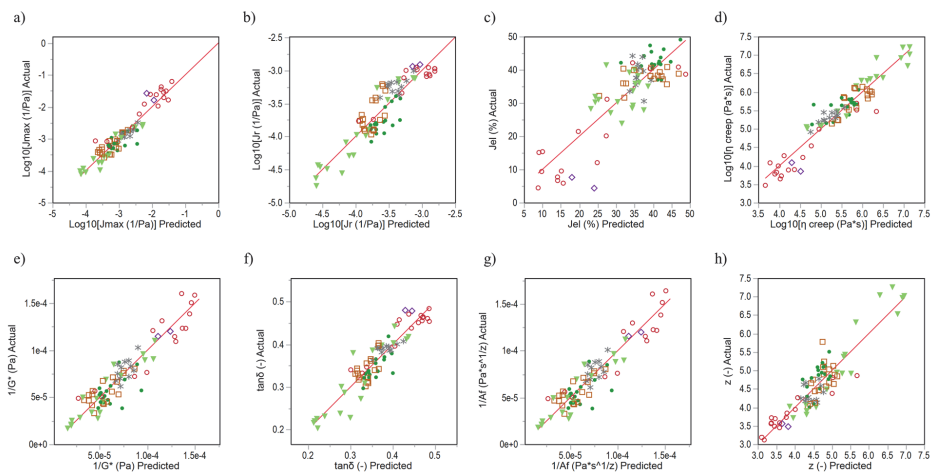 a)
Log10[Jmax (1/Pa)] Actual
0
-1
-2
-3
-4
-5
-5 -4 -3 -2 -1 0
Log10[Jmax (1/Pa)] Predicted
b)
Log10[Jr (1/Pa)] Actual
-2.5
-3.0
-3.5
-4.0
-4.5
-5.0
-5.0 -4.5 -4.0 -3.5 -3.0 -2.5
Log10[Jr (1/Pa)] Predicted
c)
Jel (%) Actual
50
40
30
20
10
0
5 10 15 20 25 30 35 40 45 50
Jel (%) Predicted
d)
Log10[η creep (Pa*s)] Actual
7.5
7.0
6.5
6.0
5.5
5.0
4.5
4.0
3.5
3.0
3.5 4.0 4.5 5.0 5.5 6.0 6.5 7.0 7.5
Log10[η creep (Pa*s)] Predicted
e)
1/G* (Pa) Actual
1.5e-4
1e-4
5e-5
0e+0
5.0e-5 1.0e-4 1.5e-4
1/G* (Pa) Predicted
f)
tanδ (-) Actual
0.5
0.4
0.3
0.2
0.2 0.3 0.4 0.5
tanδ (-) Predicted
g)
1/Af (Pa*s^1/z) Actual
1.5e-4
1e-4
5e-5
0e+0
5.0e-5 1.0e-4 1.5e-4
1/Af (Pa*s^1/z) Predicted
h)
z (-) Actual
7.5
7.0
6.5
6.0
5.5
5.0
4.5
4.0
3.5
3.0
3.0 3.5 4.0 4.5 5.0 5.5 6.0 6.5 7.0
z (-) Predicted